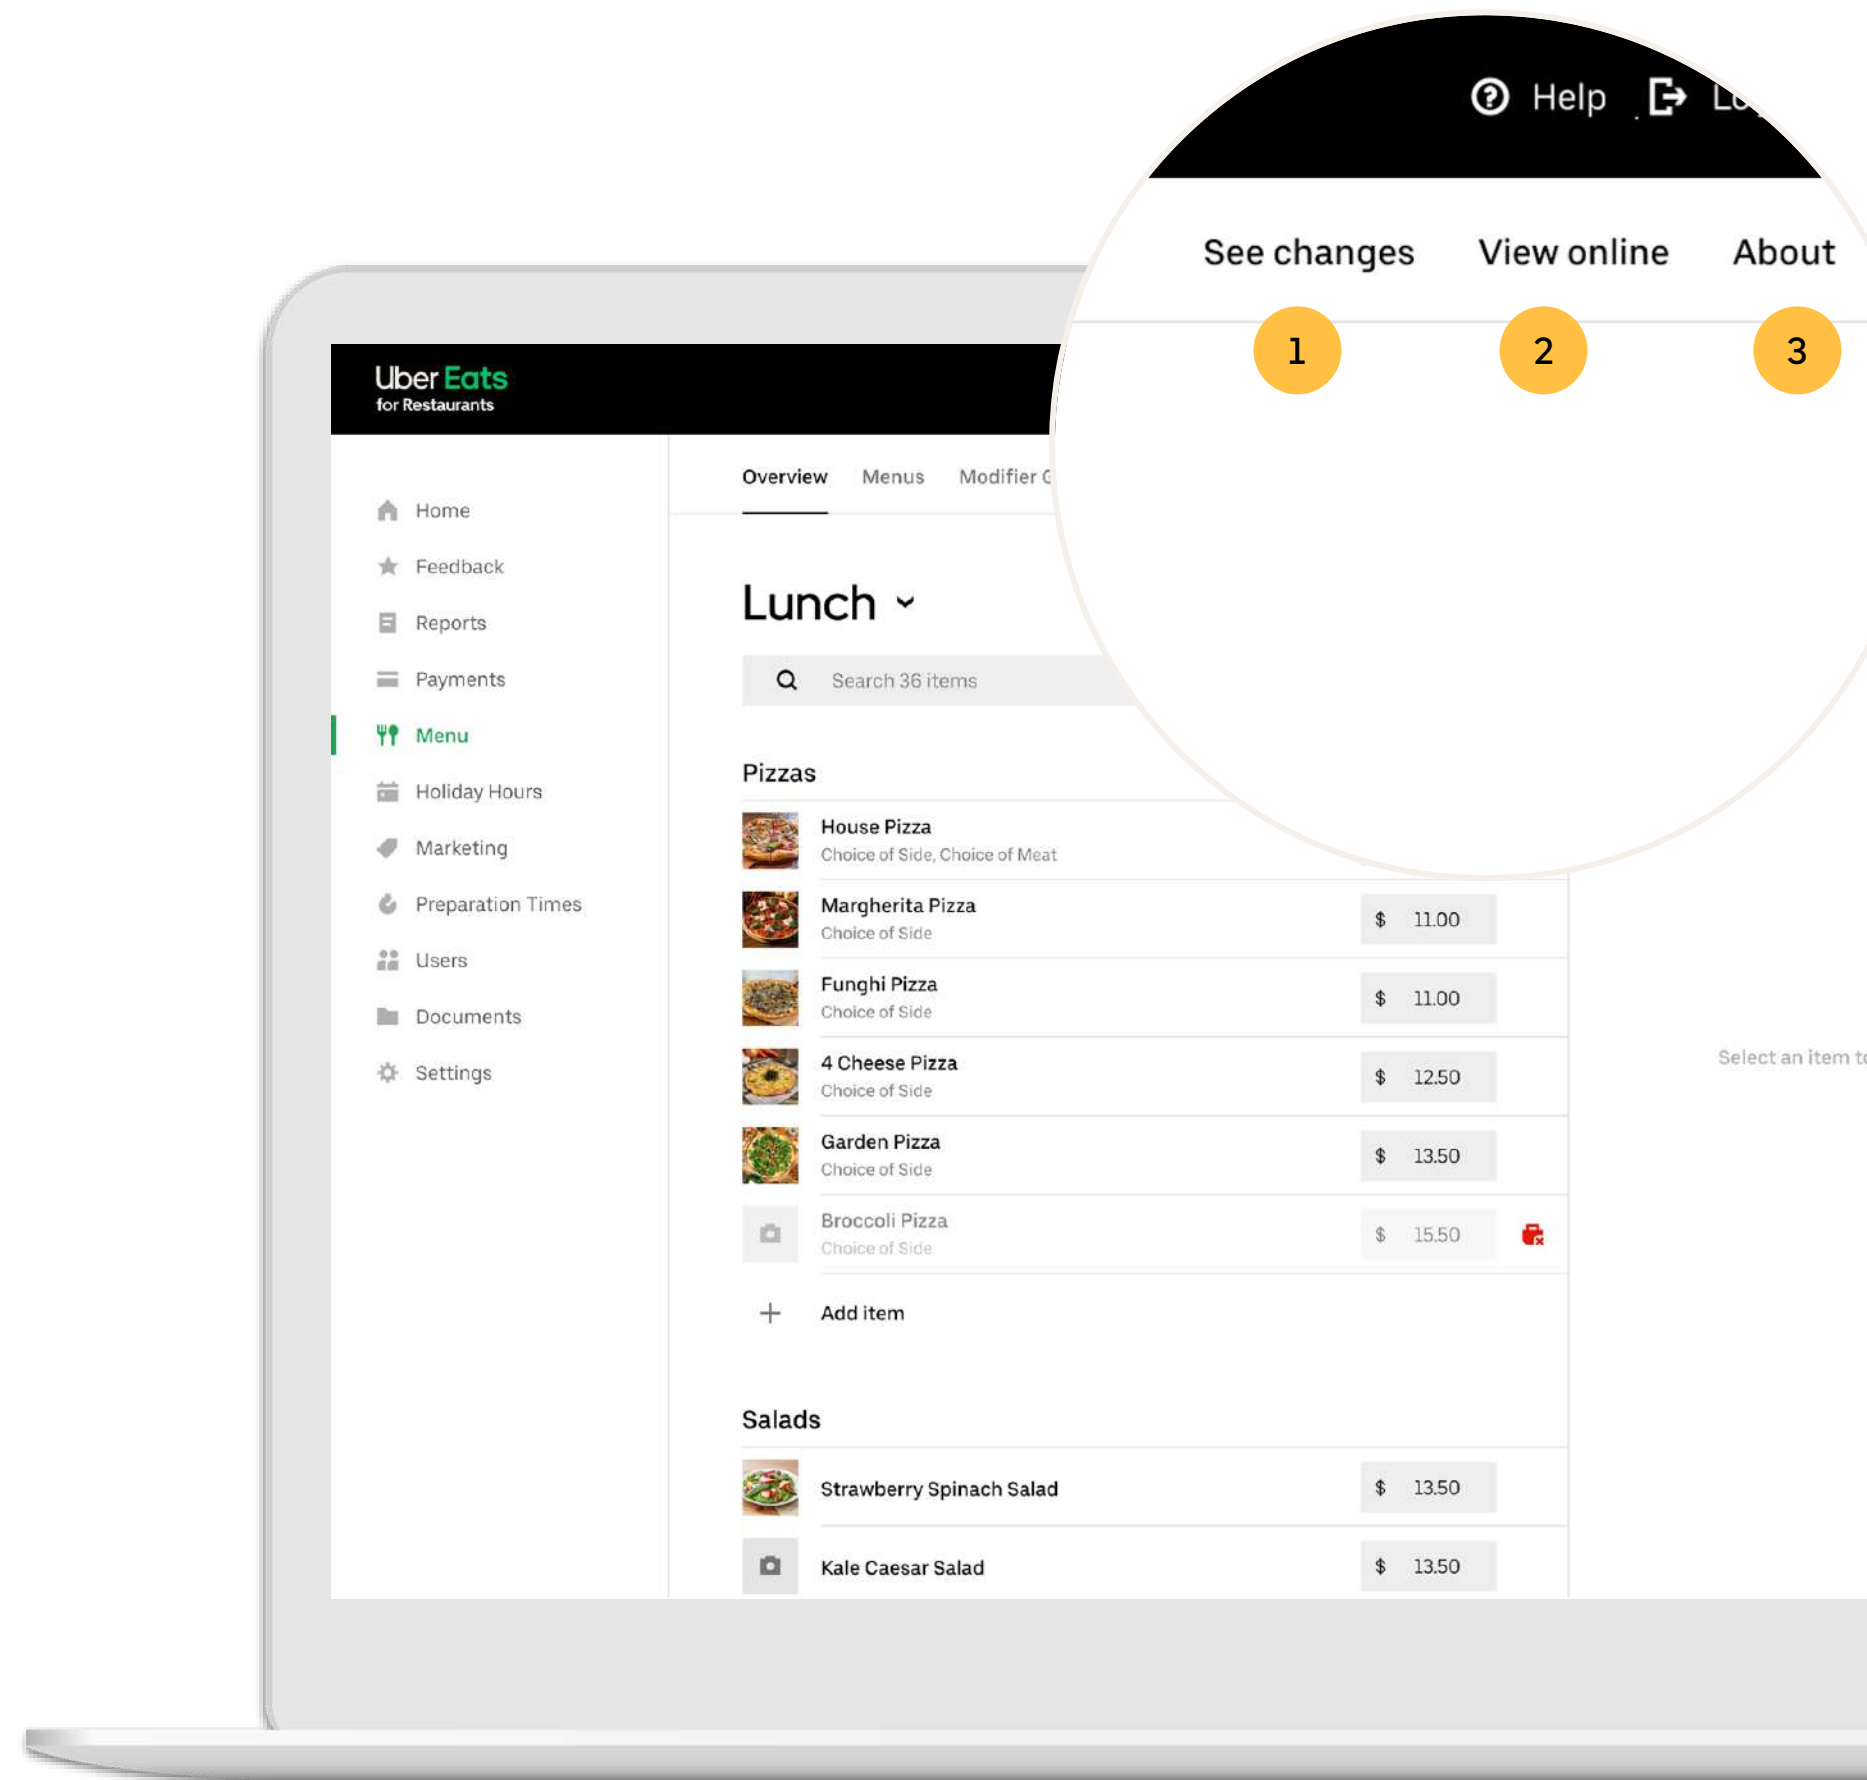 Help
See changes View online About
1 2 3
Uber Eats
for Restaurants
Overview Menus Modifier
Home
Feedback
Reports
Payments
Menu
Holiday Hours
Marketing
Preparation Times
Users
Documents
Settings
Lunch
Search 36 items
Pizzas
House Pizza
Choice of Side, Choice of Meat
Margherita Pizza
Choice of Side
$ 11.00
Funghi Pizza
Choice of Side
$ 11.00
4 Cheese Pizza
Choice of Side
$ 12.50
Garden Pizza
Choice of Side
$ 13.50
Broccoli Pizza
Choice of Side
$ 15.50
Add item
Salads
Strawberry Spinach Salad
$ 13.50
Kale Caesar Salad
$ 13.50
Select an item